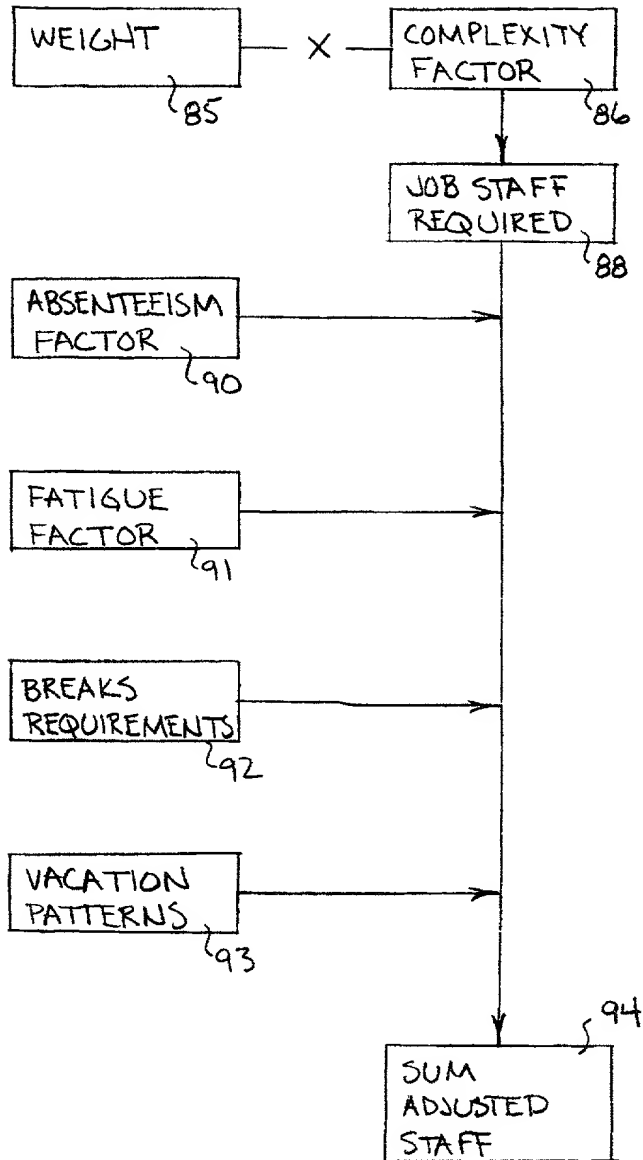 WEIGHT
85
X
COMPLEXITY
FACTOR
86
JOB STAFF
REQUIRED
88
ABSENTEEISM
FACTOR
90
FATIGUE
FACTOR
91
BREAKS
REQUIREMENTS
92
VACATION
PATTERNS
93
94
SUM
ADJUSTED
STAFF